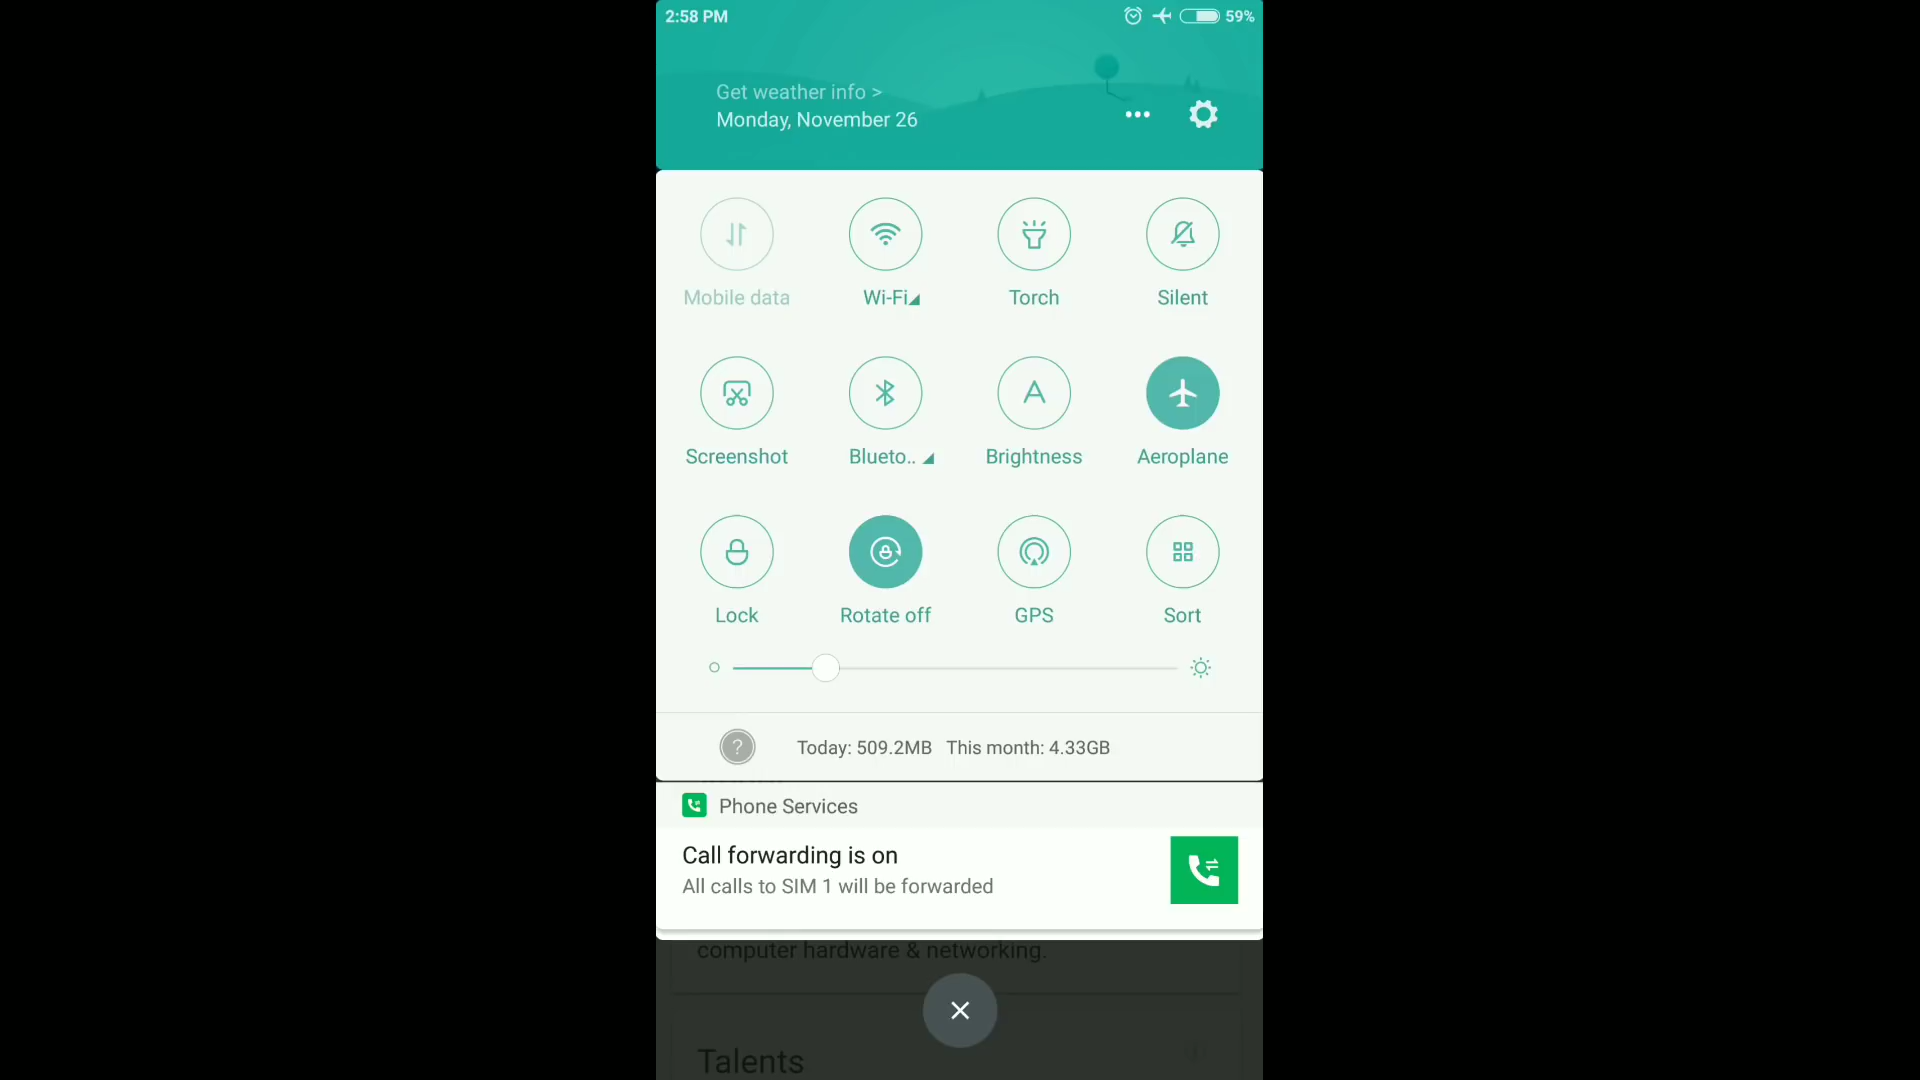 2:58 PM
59%
Get weather info >
Monday, November 26
Mobile data
Wi-Fi
Torch
Silent
Screenshot
Blueto..
Brightness
Aeroplane
Lock
Rotate off
GPS
Sort
? Today: 509.2MB This month: 4.33GB
Phone Services
Call forwarding is on
All calls to SIM 1 will be forwarded
computer hardware & networking.
Talents